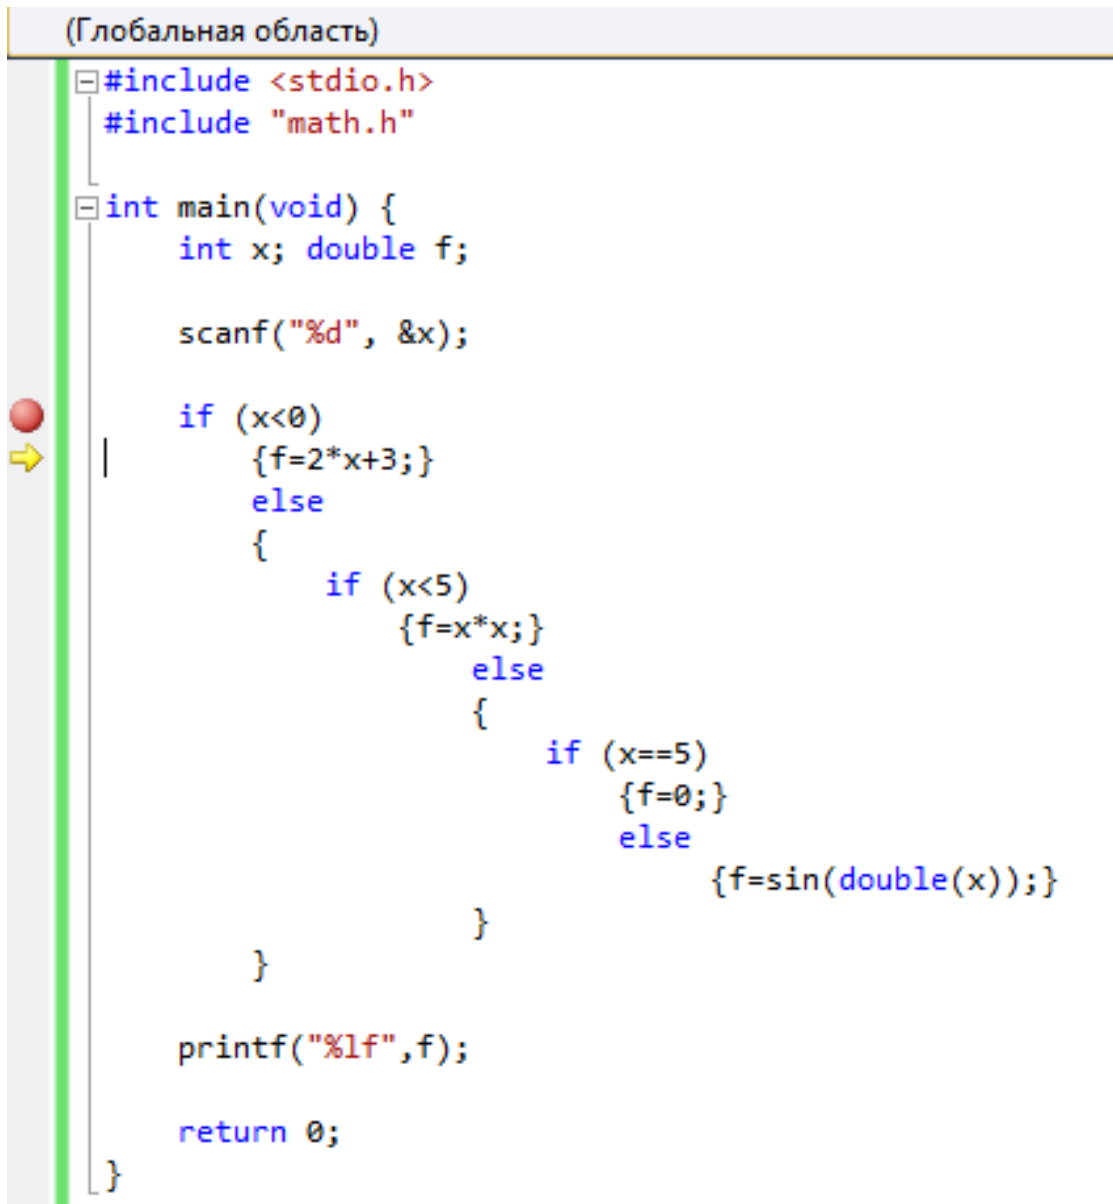 (Глобальная область)
#include <stdio.h>
#include "math.h"
int main(void) {
int x; double f;
scanf("%d", &x);
if (x<0)
{f=2*x+3;}
else
{
if (x<5)
{f=x*x;}
else
{
if (x==5)
{f=0;}
else
{f=sin(double(x));}
}
}
printf("%lf",f);
return 0;
}